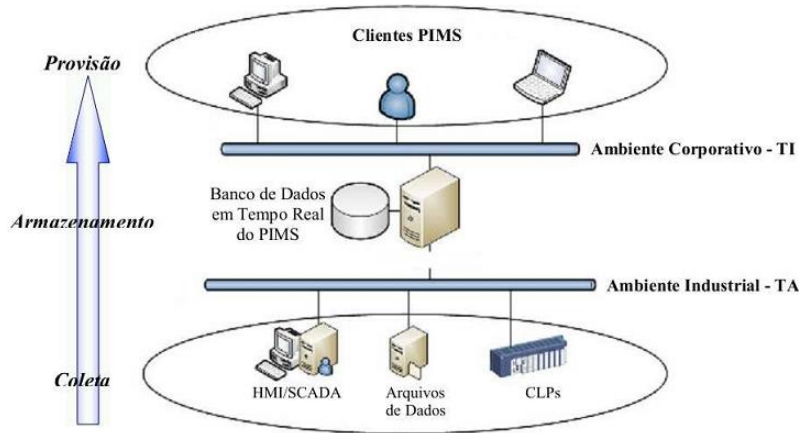 Clientes PIMS
Provisão
Ambiente Corporativo - TI
Banco de Dados
em Tempo Real
do PIMS
Armazenamento
Ambiente Industrial - TA
Coleta
HMI/SCADA
Arquivos
de Dados
CLPs